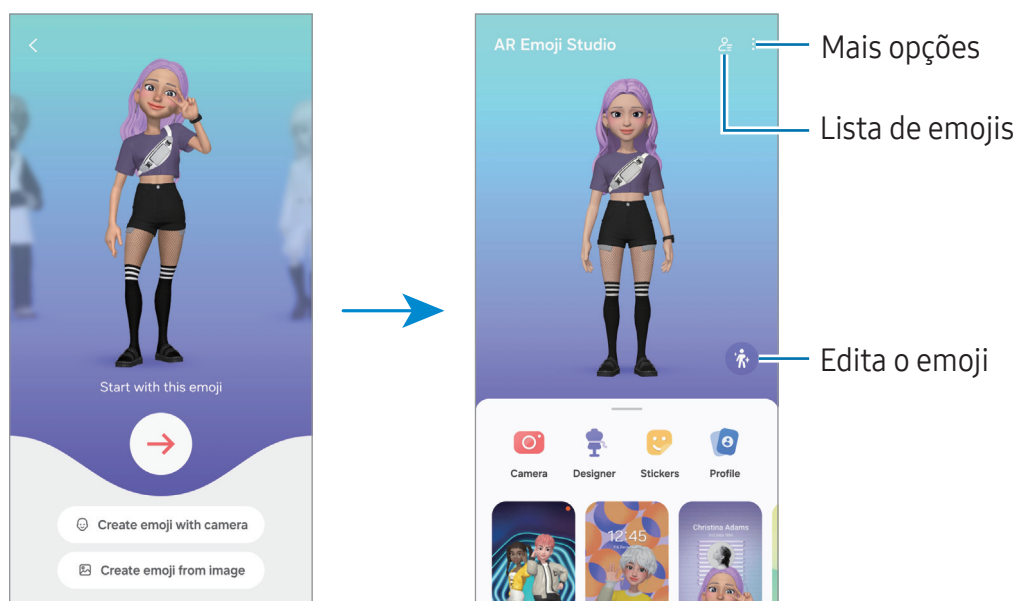 Start with this emoji
Create emoji with camera
Create emoji from image
AR Emoji Studio
Mais opções
Lista de emojis
Edita o emoji
Camera
Designer
Stickers
Profile
12:45
Christina Adams